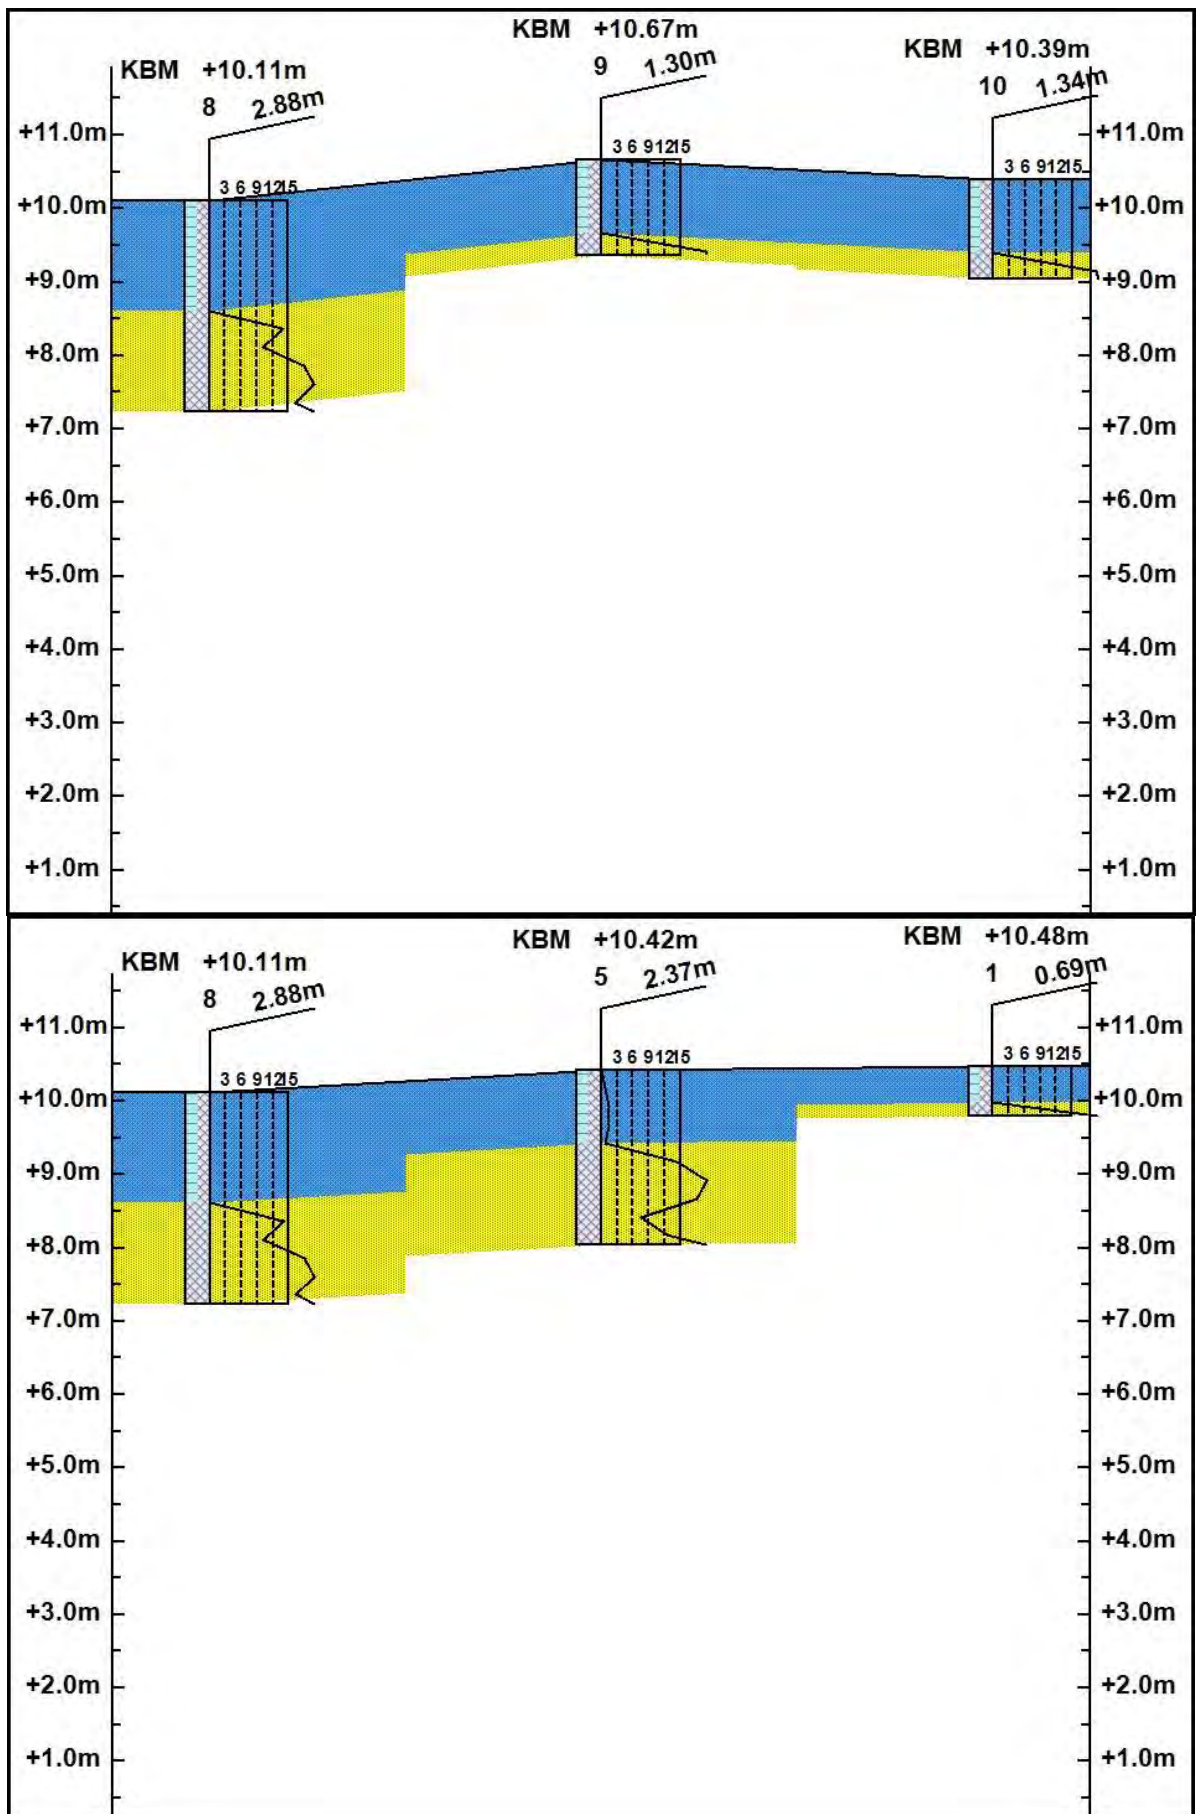 KBM +10.67m
9 1.30m
KBM +10.39m
10 1.34m
KBM +10.11m
8 2.88m
+11.0m +11.0m
3 6 9 12 15
3 6 9 12 15
3 6 9 12 15
+10.0m +10.0m
+9.0m +9.0m
+8.0m +8.0m
+7.0m +7.0m
+6.0m +6.0m
+5.0m +5.0m
+4.0m +4.0m
+3.0m +3.0m
+2.0m +2.0m
+1.0m +1.0m
KBM +10.42m
5 2.37m
KBM +10.48m
1 0.69m
KBM +10.11m
8 2.88m
+11.0m +11.0m
3 6 9 12 15
3 6 9 12 15
3 6 9 12 15
+10.0m +10.0m
+9.0m +9.0m
+8.0m +8.0m
+7.0m +7.0m
+6.0m +6.0m
+5.0m +5.0m
+4.0m +4.0m
+3.0m +3.0m
+2.0m +2.0m
+1.0m +1.0m